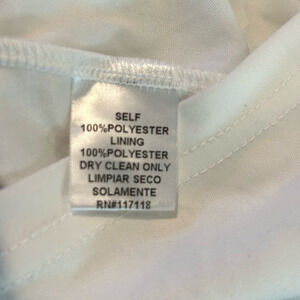 SELF
100%POLYESTER
LINING
100%POLYESTER
DRY CLEAN ONLY
LIMPIAR SECO
SOLAMENTE
RN#117118